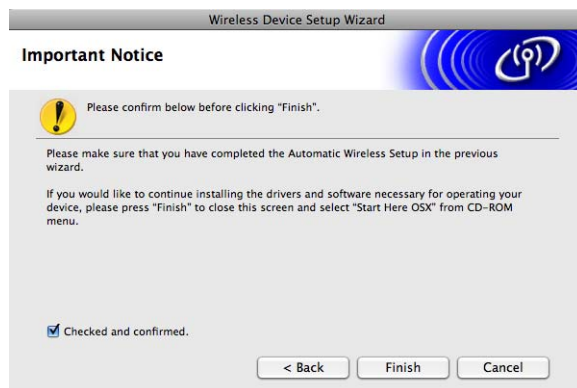 Wireless Device Setup Wizard
Important Notice
Please confirm below before clicking "Finish".
Please make sure that you have completed the Automatic Wireless Setup in the previous
wizard.
If you would like to continue installing the drivers and software necessary for operating your
device, please press "Finish" to close this screen and select "Start Here OSX" from CD-ROM
menu.
Checked and confirmed.
< Back
Finish
Cancel